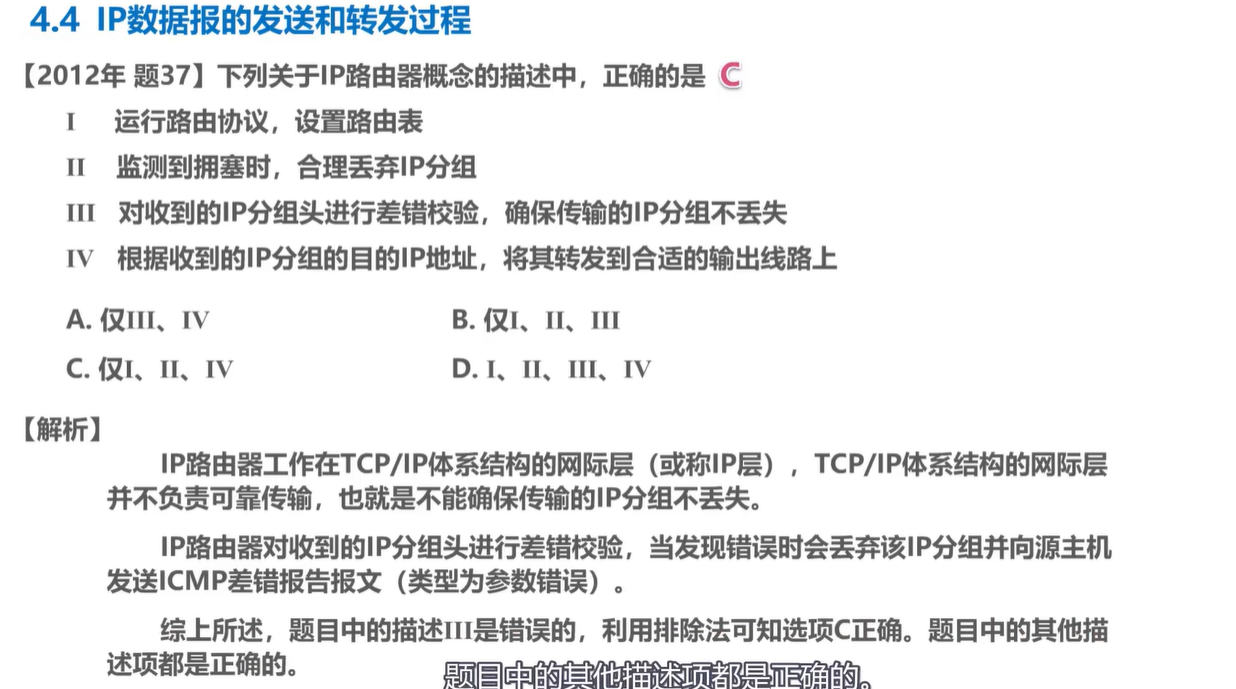 4.4 IP数据报的发送和转发过程
【2012年 题37】下列关于IP路由器概念的描述中，正确的是 C
I 运行路由协议，设置路由表
II 监测到拥塞时，合理丢弃IP分组
III 对收到的IP分组头进行差错校验，确保传输的IP分组不丢失
IV 根据收到的IP分组的目的IP地址，将其转发到合适的输出线路上
A. 仅III、IV B. 仅I、II、III
C. 仅I、II、IV D. I、II、III、IV
【解析】
IP路由器工作在TCP/IP体系结构的网际层（或称IP层），TCP/IP体系结构的网际层
并不负责可靠传输，也就是不能确保传输的IP分组不丢失。
IP路由器对收到的IP分组头进行差错校验，当发现错误时会丢弃该IP分组并向源主机
发送ICMP差错报告报文（类型为参数错误）。
综上所述，题目中的描述III是错误的，利用排除法可知选项C正确。题目中的其他描
述项都是正确的。
题目中的其他描述项都是正确的。